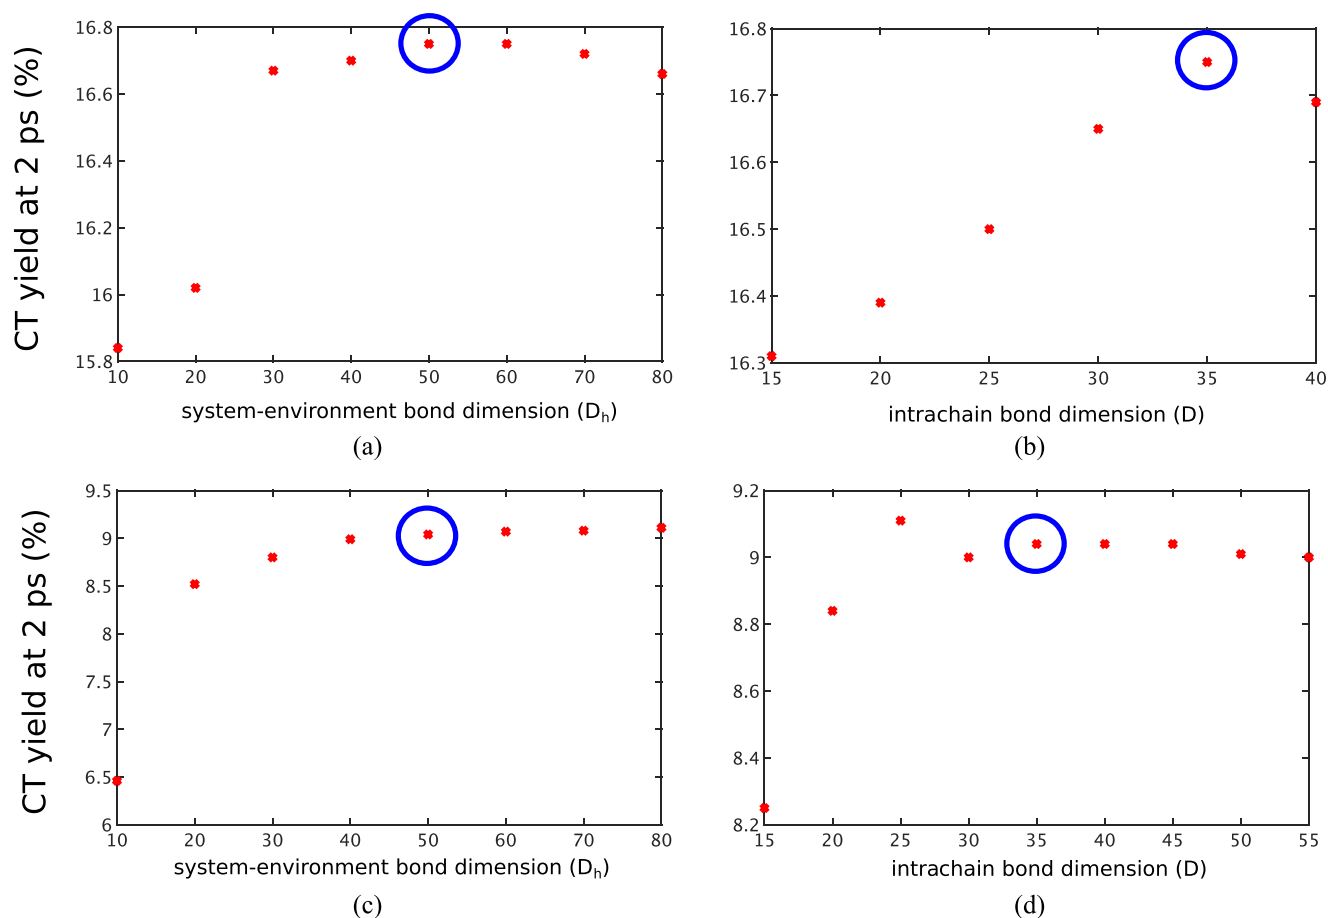 CT yield at 2 ps (%)
16.8
16.6
16.4
16.2
16
15.8
10 20 30 40 50 60 70 80
system-environment bond dimension (Dh)
(a)
16.8
16.7
16.6
16.5
16.4
16.3
15 20 25 30 35 40
intrachain bond dimension (D)
(b)
CT yield at 2 ps (%)
9.5
9
8.5
8
7.5
7
6.5
6
10 20 30 40 50 60 70 80
system-environment bond dimension (Dh)
(c)
9.2
9
8.8
8.6
8.4
8.2
15 20 25 30 35 40 45 50 55
intrachain bond dimension (D)
(d)